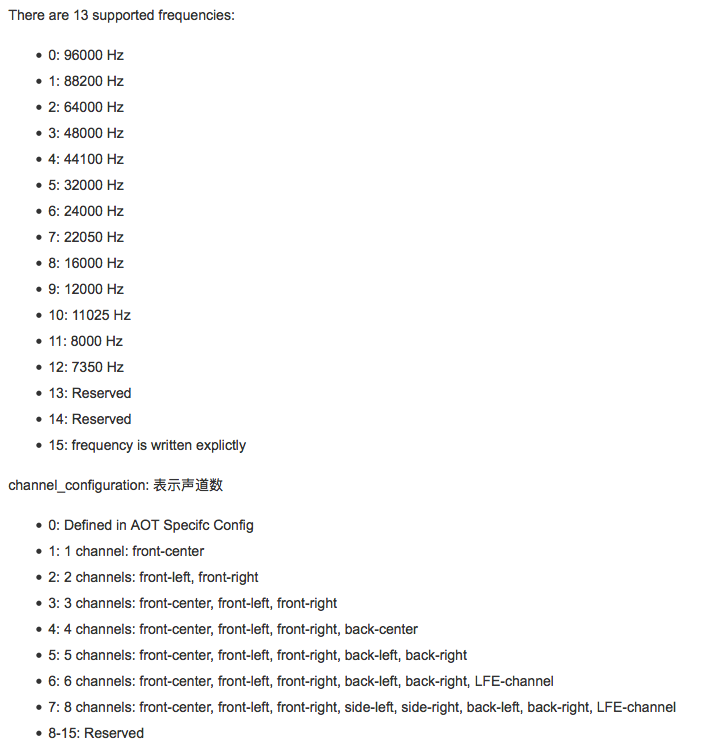 There are 13 supported frequencies:
• 0: 96000 Hz
• 1: 88200 Hz
• 2: 64000 Hz
• 3: 48000 Hz
• 4: 44100 Hz
• 5: 32000 Hz
• 6: 24000 Hz
• 7: 22050 Hz
• 8: 16000 Hz
• 9: 12000 Hz
• 10: 11025 Hz
• 11: 8000 Hz
• 12: 7350 Hz
• 13: Reserved
• 14: Reserved
• 15: frequency is written explictly
channel_configuration: 表示声道数
• 0: Defined in AOT Specifc Config
• 1: 1 channel: front-center
• 2: 2 channels: front-left, front-right
• 3: 3 channels: front-center, front-left, front-right
• 4: 4 channels: front-center, front-left, front-right, back-center
• 5: 5 channels: front-center, front-left, front-right, back-left, back-right
• 6: 6 channels: front-center, front-left, front-right, back-left, back-right, LFE-channel
• 7: 8 channels: front-center, front-left, front-right, side-left, side-right, back-left, back-right, LFE-channel
• 8-15: Reserved